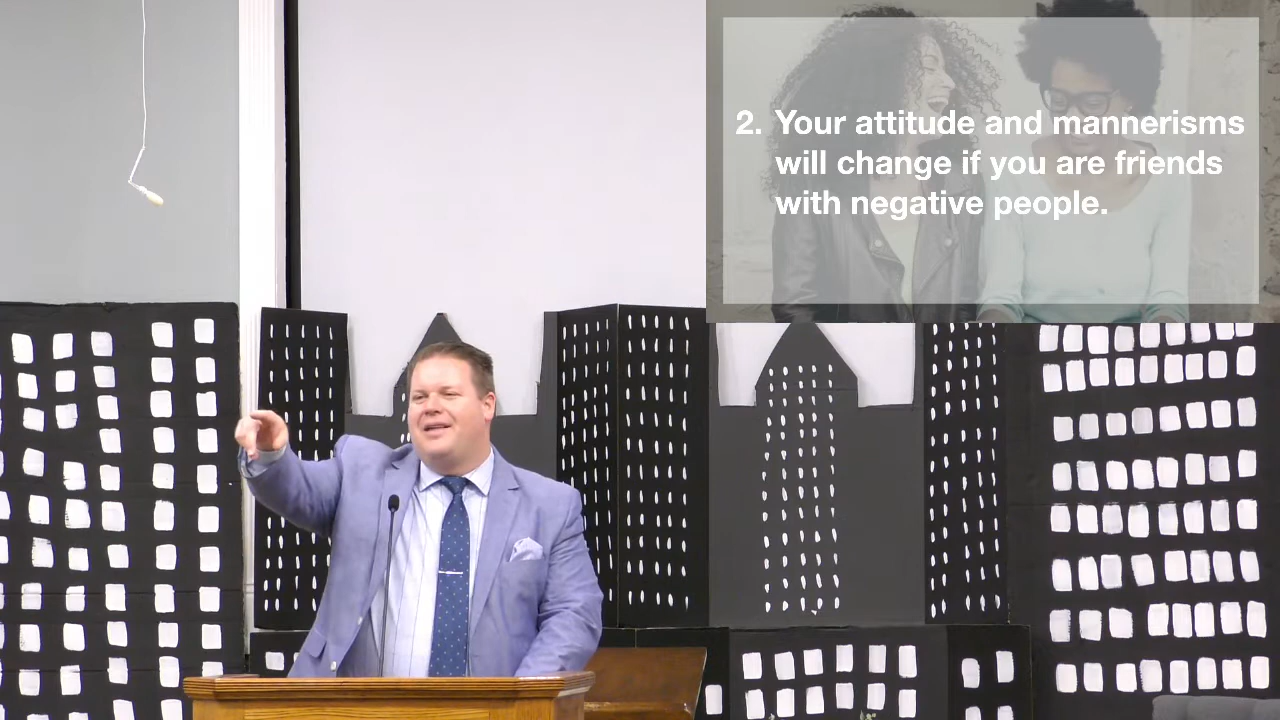 2. Your attitude and mannerisms
will change if you are friends
with negative people.